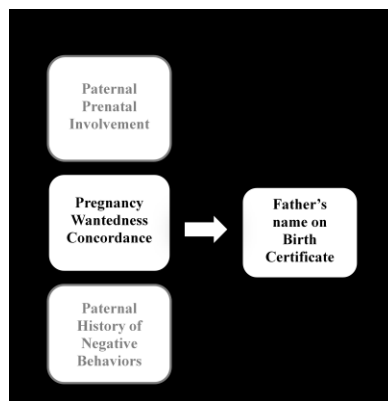 Paternal
Prenatal
Involvement
Pregnancy
Wantedness
Concordance
Father's
name on
Birth
Certificate
Paternal
History of
Negative
Behaviors